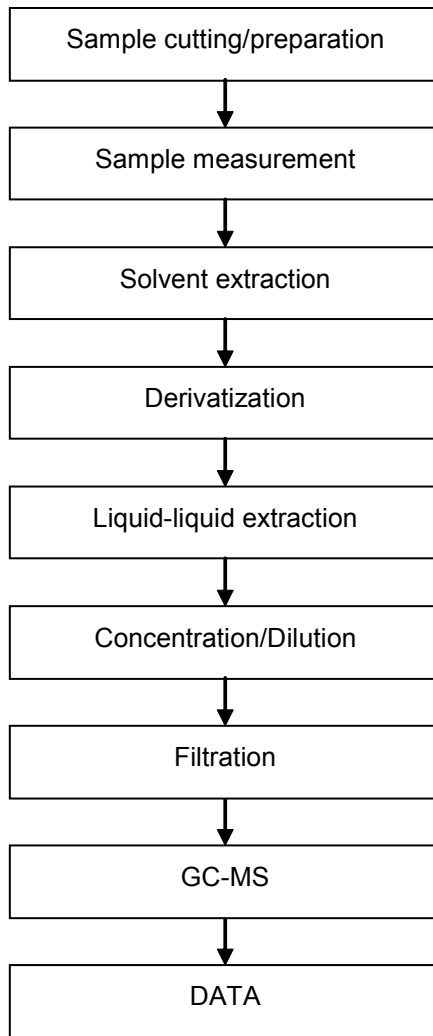 Sample cutting/preparation
Sample measurement
Solvent extraction
Derivatization
Liquid-liquid extraction
Concentration/Dilution
Filtration
GC-MS
DATA